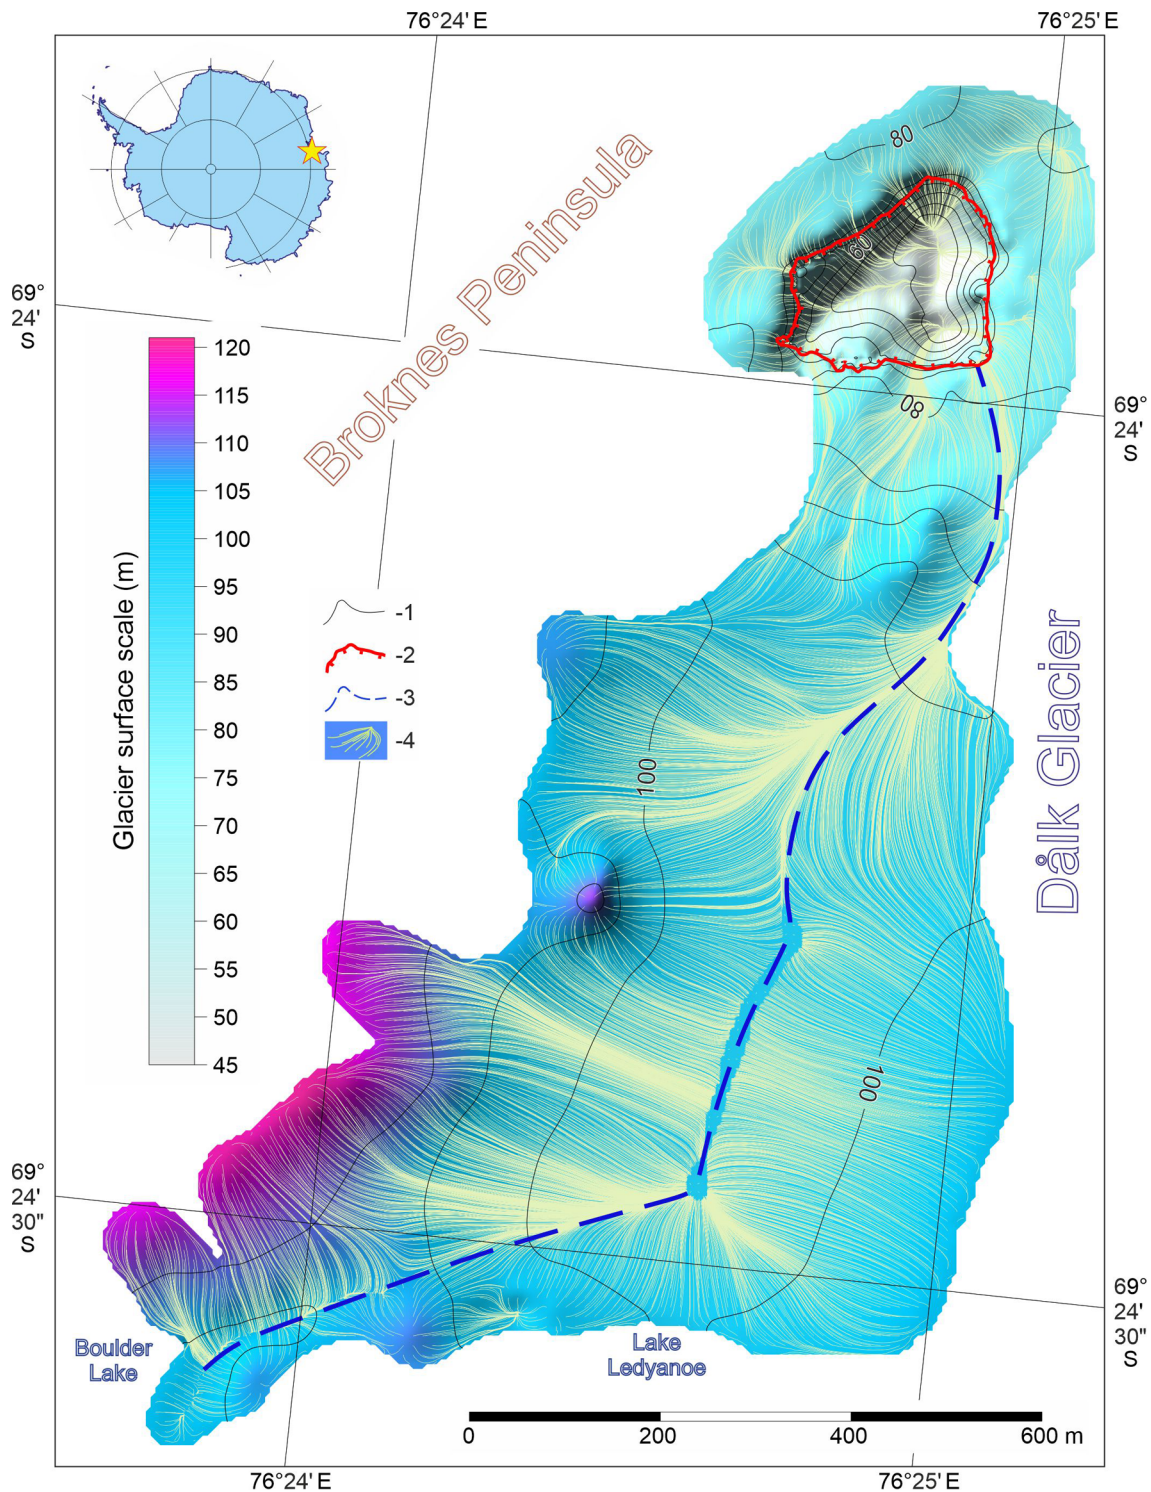 76°24' E
76°25' E
80
Broknes Peninsula
60
69°
24'
S
80
69°
24'
S
120
115
110
105
100
95
90
85
80
75
70
65
60
55
50
45
Glacier surface scale (m)
-1
-2
-3
-4
100
Dålk Glacier
100
69°
24'
30"
S
69°
24'
30"
S
Boulder
Lake
Lake
Ledyanoe
0
200
400
600 m
76°24' E
76°25' E